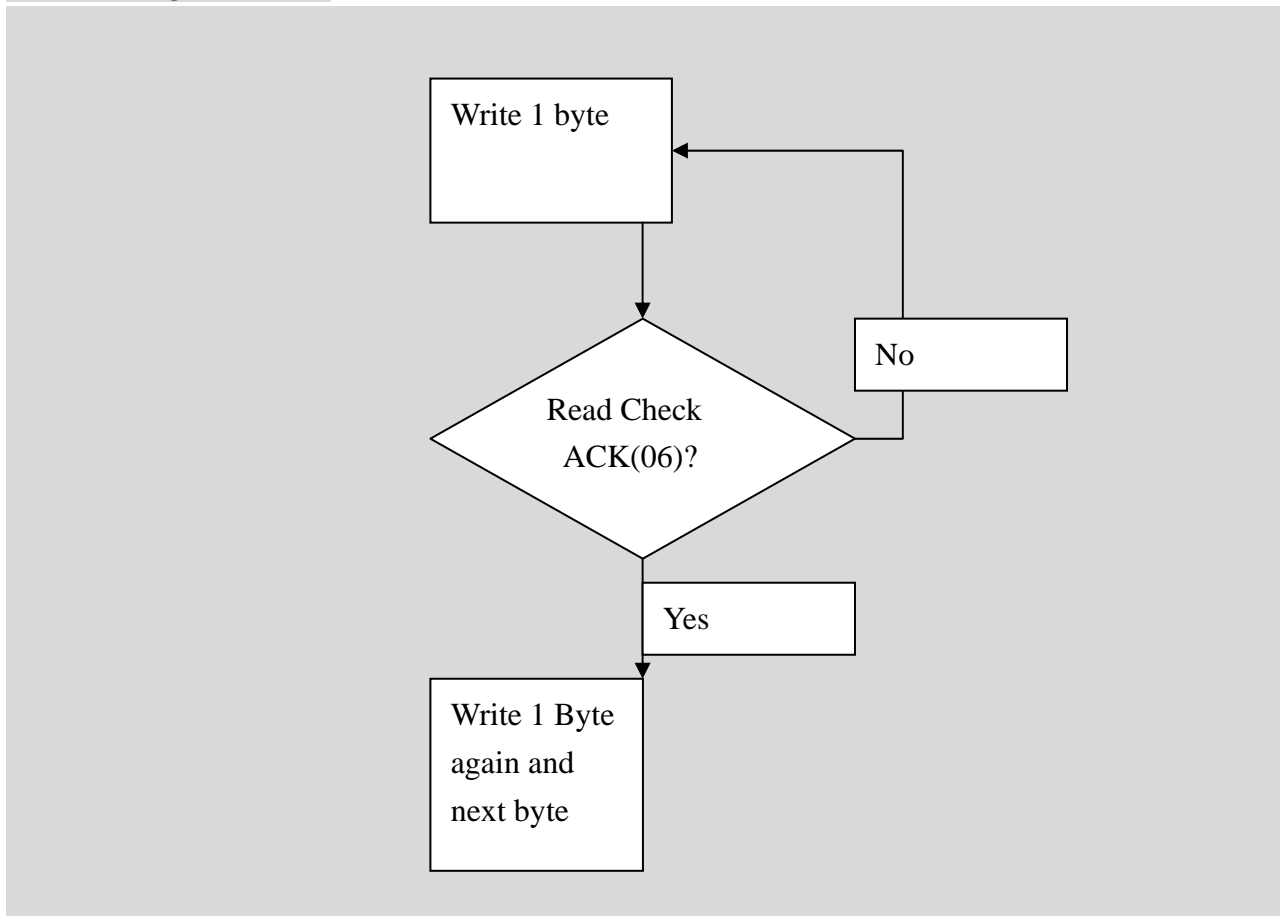 Write 1 byte
No
Read Check
ACK(06)?
Yes
Write 1 Byte
again and
next byte